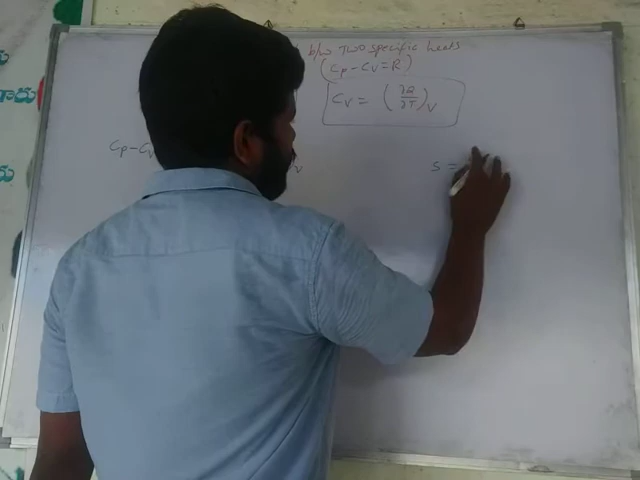 b/w TWO specific heats
(Cp-Cv=R)
Cv = (∂Q/∂T)v
Cp-Cv
v
S =
గారు